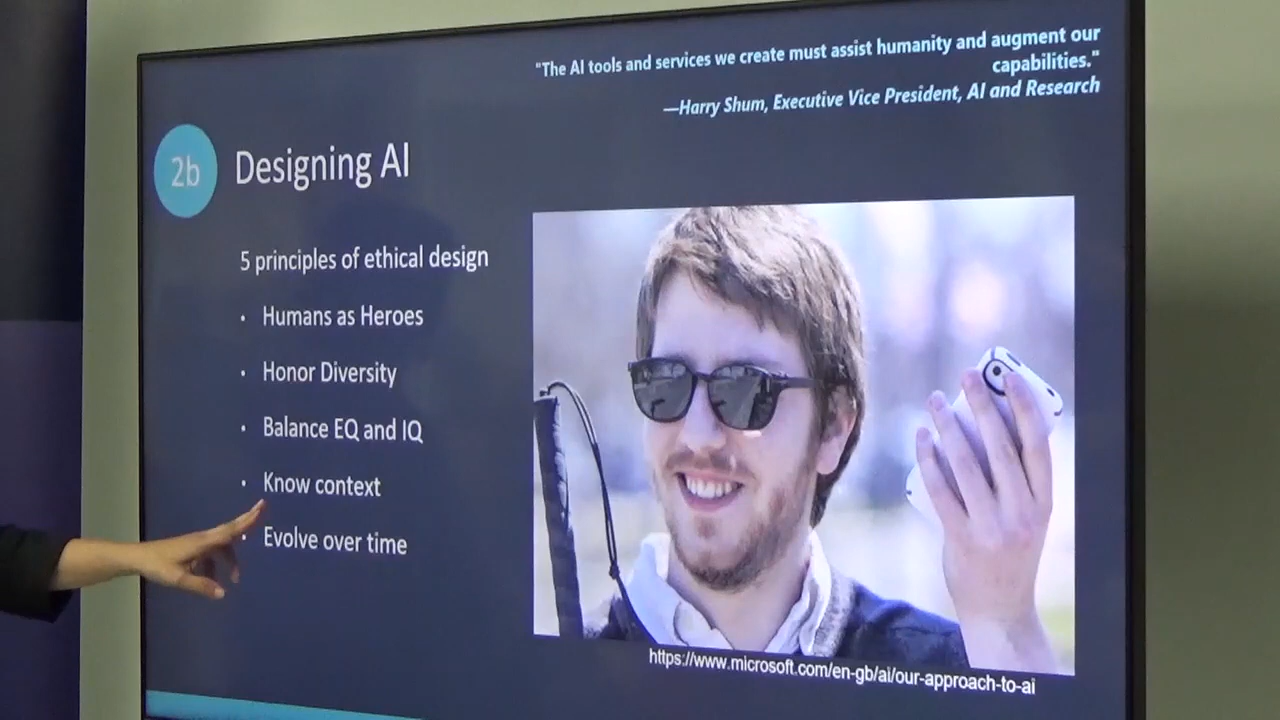 "The AI tools and services we create must assist humanity and augment our
capabilities."
—Harry Shum, Executive Vice President, AI and Research
2b
Designing AI
5 principles of ethical design
• Humans as Heroes
• Honor Diversity
• Balance EQ and IQ
• Know context
• Evolve over time
https://www.microsoft.com/en-gb/ai/our-approach-to-ai